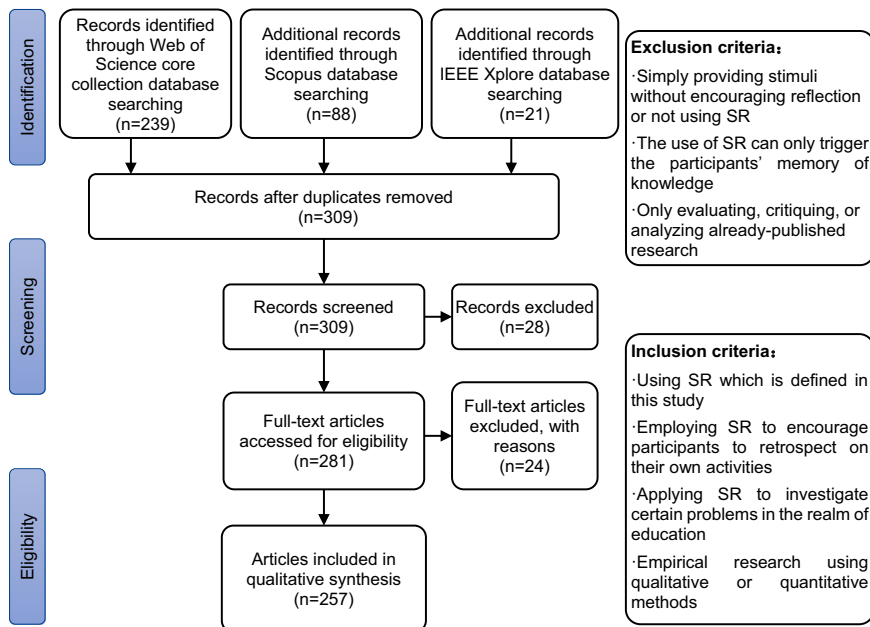 Identification
Records identified
through Web of
Science core
collection database
searching
(n=239)
Additional records
identified through
Scopus database
searching
(n=88)
Additional records
identified through
IEEE Xplore database
searching
(n=21)
Records after duplicates removed
(n=309)
Screening
Records screened
(n=309)
Records excluded
(n=28)
Full-text articles
accessed for eligibility
(n=281)
Full-text articles
excluded, with
reasons
(n=24)
Eligibility
Articles included in
qualitative synthesis
(n=257)
Exclusion criteria：
·Simply providing stimuli
without encouraging reflection
or not using SR
·The use of SR can only trigger
the participants’ memory of
knowledge
·Only evaluating, critiquing, or
analyzing already-published
research
Inclusion criteria：
·Using SR which is defined in
this study
·Employing SR to encourage
participants to retrospect on
their own activities
·Applying SR to investigate
certain problems in the realm of
education
·Empirical research using
qualitative or quantitative
methods